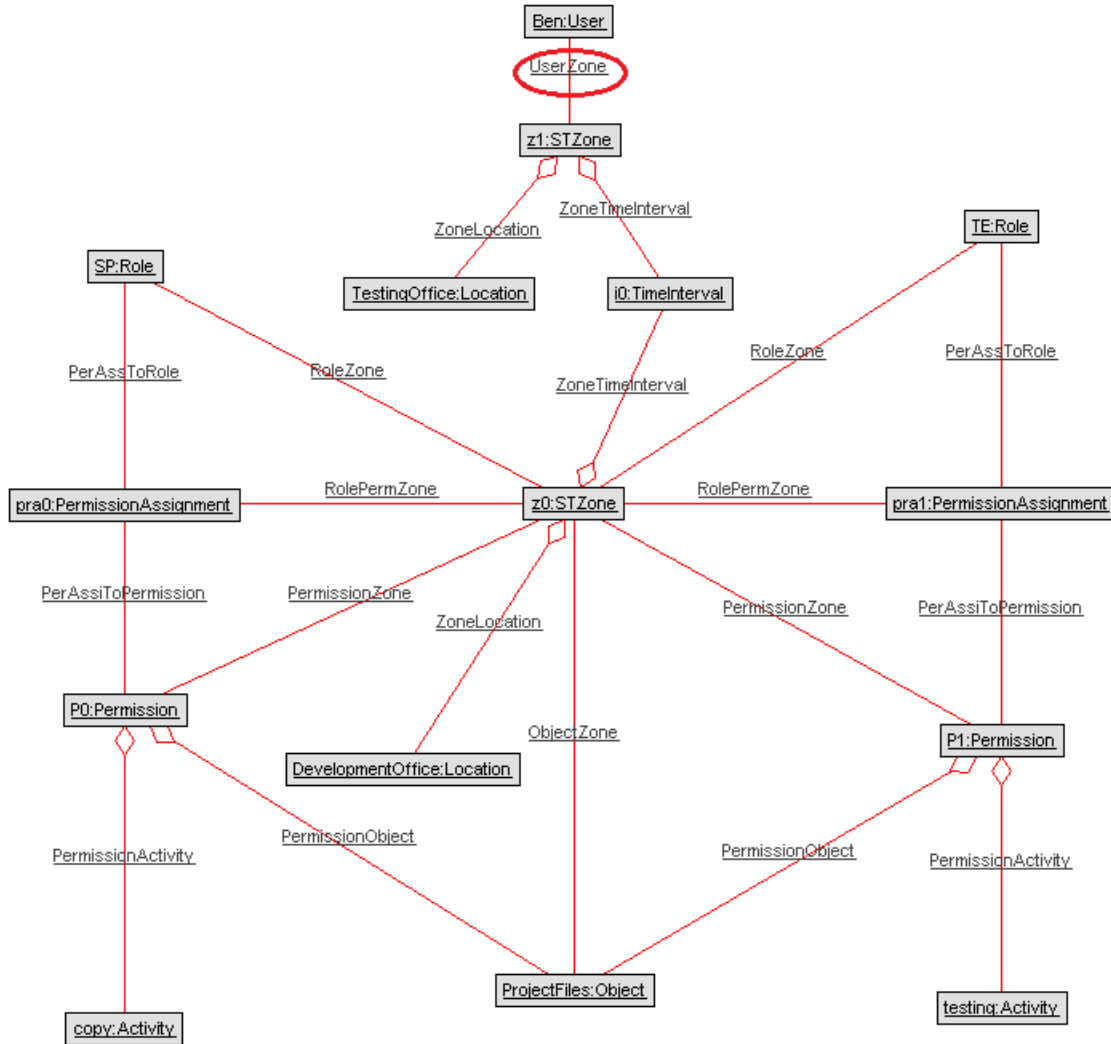 Ben:User
UserZone
z1:STZone
ZoneTimeInterval
ZoneLocation
TE:Role
SP:Role
TestingOffice:Location
i0:TimeInterval
PerAssToRole
RoleZone
ZoneTimeInterval
RoleZone
PerAssToRole
RolePermZone
RolePermZone
pra0:PermissionAssignment
z0:STZone
pra1:PermissionAssignment
PerAssiToPermission
PermissionZone
ZoneLocation
PermissionZone
PerAssiToPermission
P0:Permission
ObjectZone
P1:Permission
DevelopmentOffice:Location
PermissionActivity
PermissionObject
PermissionObject
PermissionActivity
ProjectFiles:Object
testing:Activity
copy:Activity